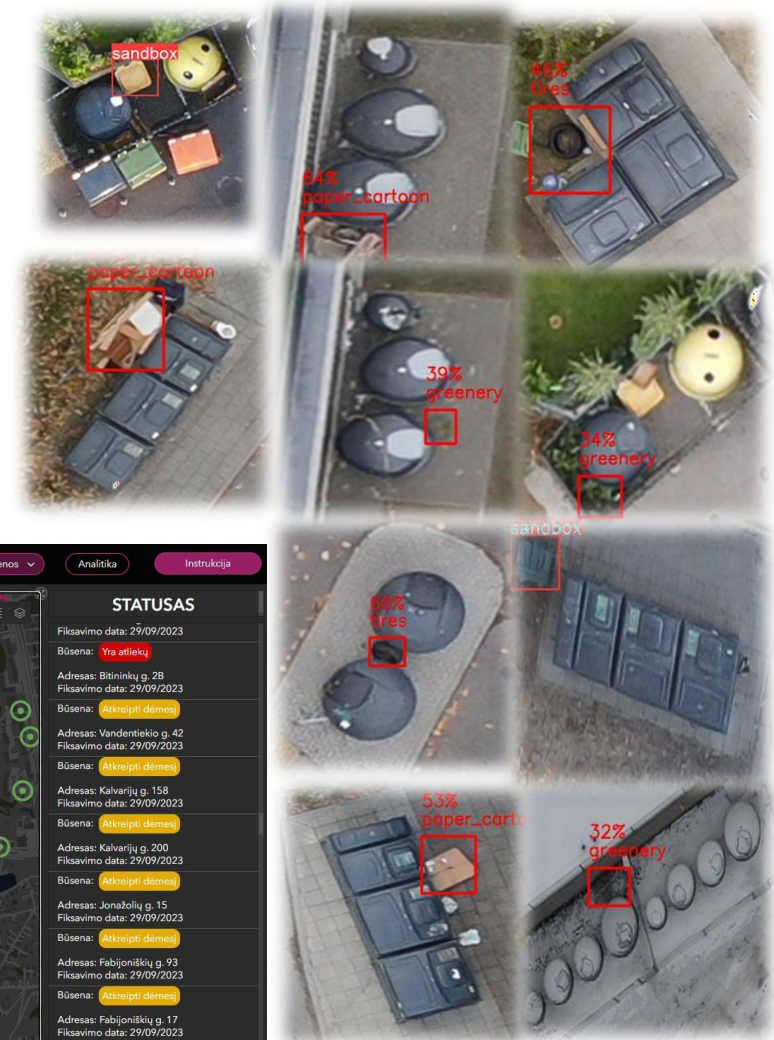 sandbox
46%
tires
54%
paper_cartoon
paper_cartoon
39%
greenery
34%
greenery
sandbox
68%
tires
53%
paper_carto
32%
greenery
enos
Analitika
Instrukcija
STATUSAS
Fiksavimo data: 29/09/2023
Būsena: Yra atliekų
Adresas: Bitininkų g. 2B
Fiksavimo data: 29/09/2023
Būsena: Atkreipti dėmesį
Adresas: Vandentiekio g. 42
Fiksavimo data: 29/09/2023
Būsena: Atkreipti dėmesį
Adresas: Kalvarijų g. 158
Fiksavimo data: 29/09/2023
Būsena: Atkreipti dėmesį
Adresas: Kalvarijų g. 200
Fiksavimo data: 29/09/2023
Būsena: Atkreipti dėmesį
Adresas: Jonažolių g. 15
Fiksavimo data: 29/09/2023
Būsena: Atkreipti dėmesį
Adresas: Fabijoniškių g. 93
Fiksavimo data: 29/09/2023
Būsena: Atkreipti dėmesį
Adresas: Fabijoniškių g. 17
Fiksavimo data: 29/09/2023